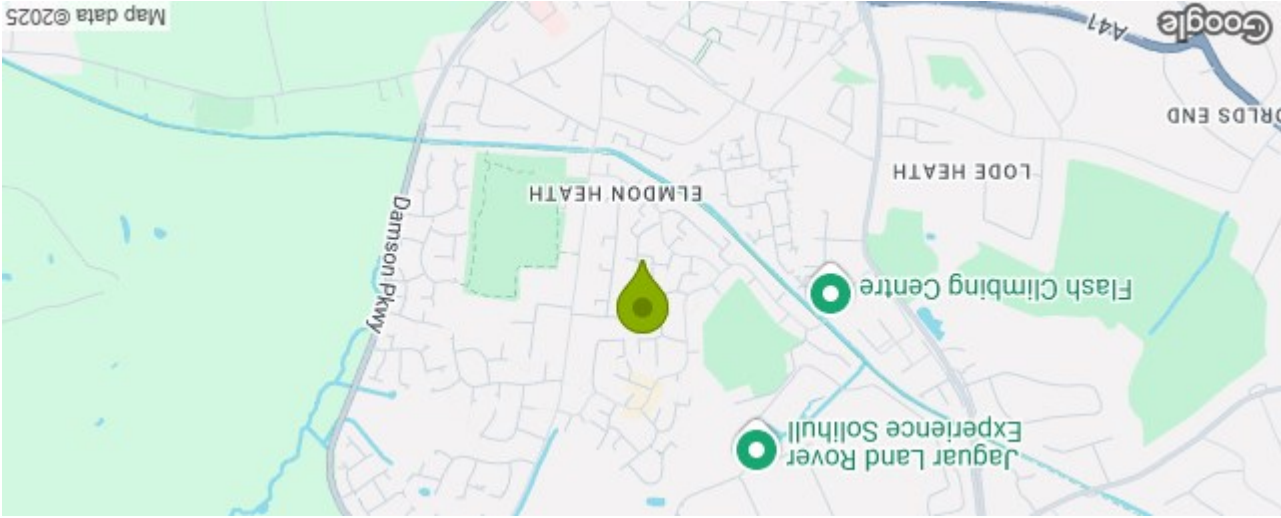 Jaguar Land Rover
Experience Solihull
Flash Climbing Centre
Damson Pkwy
LODE HEATH
ELMDON HEATH
ORLDS END
A41
Google
Map data ©2025